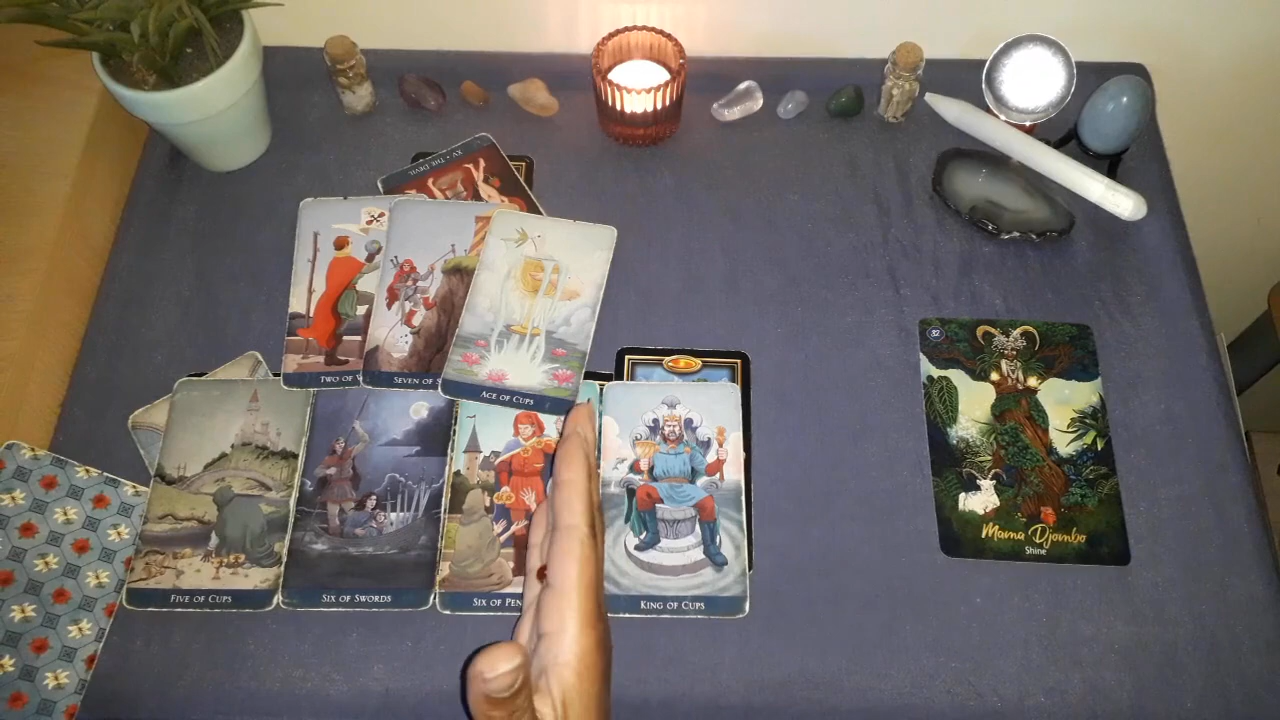 XV • THE DEVIL
TWO OF
SEVEN OF
ACE OF CUPS
32
Mama Djombo
Shine
FIVE OF CUPS
SIX OF SWORDS
SIX OF PEN
KING OF CUPS